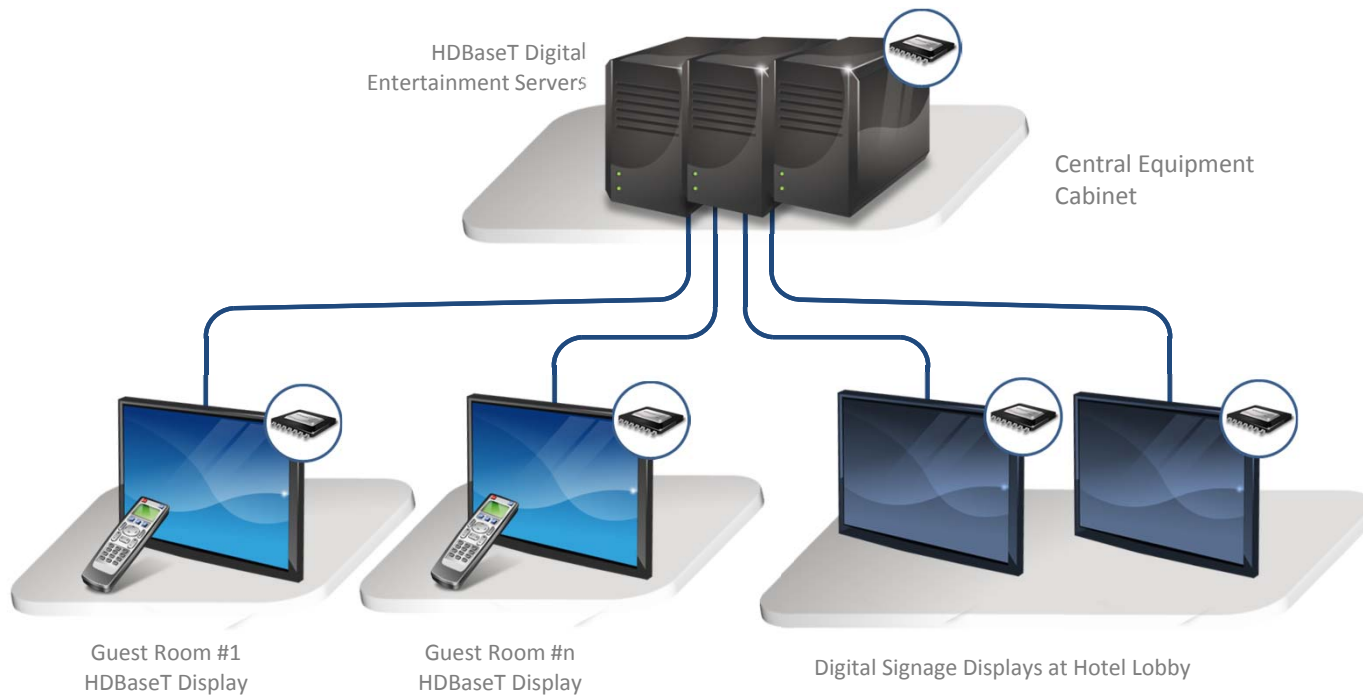 HDBaseT Digital
Entertainment Servers
Central Equipment
Cabinet
Guest Room #1
HDBaseT Display
Guest Room #n
HDBaseT Display
Digital Signage Displays at Hotel Lobby